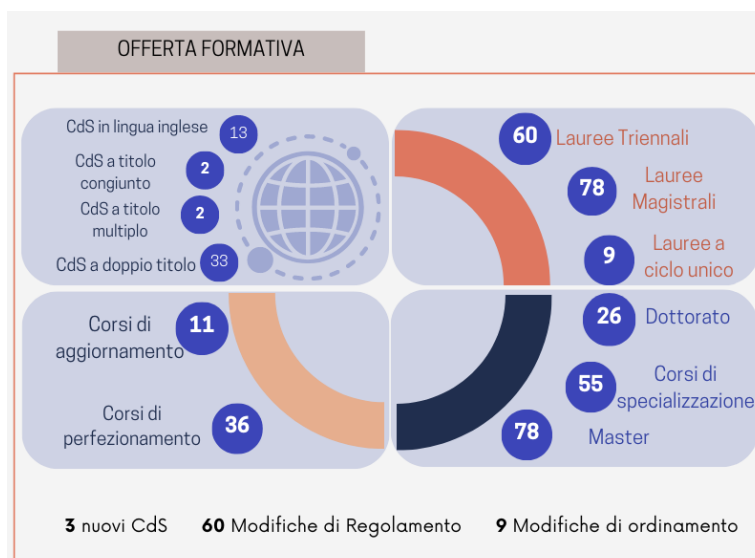 OFFERTA FORMATIVA
CdS in lingua inglese
13
CdS a titolo
congiunto
2
CdS a titolo
multiplo
2
CdS a doppio titolo
33
60
Lauree Triennali
78
Lauree
Magistrali
9
Lauree a
ciclo unico
Corsi di
aggiornamento
11
Corsi di
perfezionamento
36
26
Dottorato
55
Corsi di
specializzazione
78
Master
3 nuovi CdS 60 Modifiche di Regolamento 9 Modifiche di ordinamento